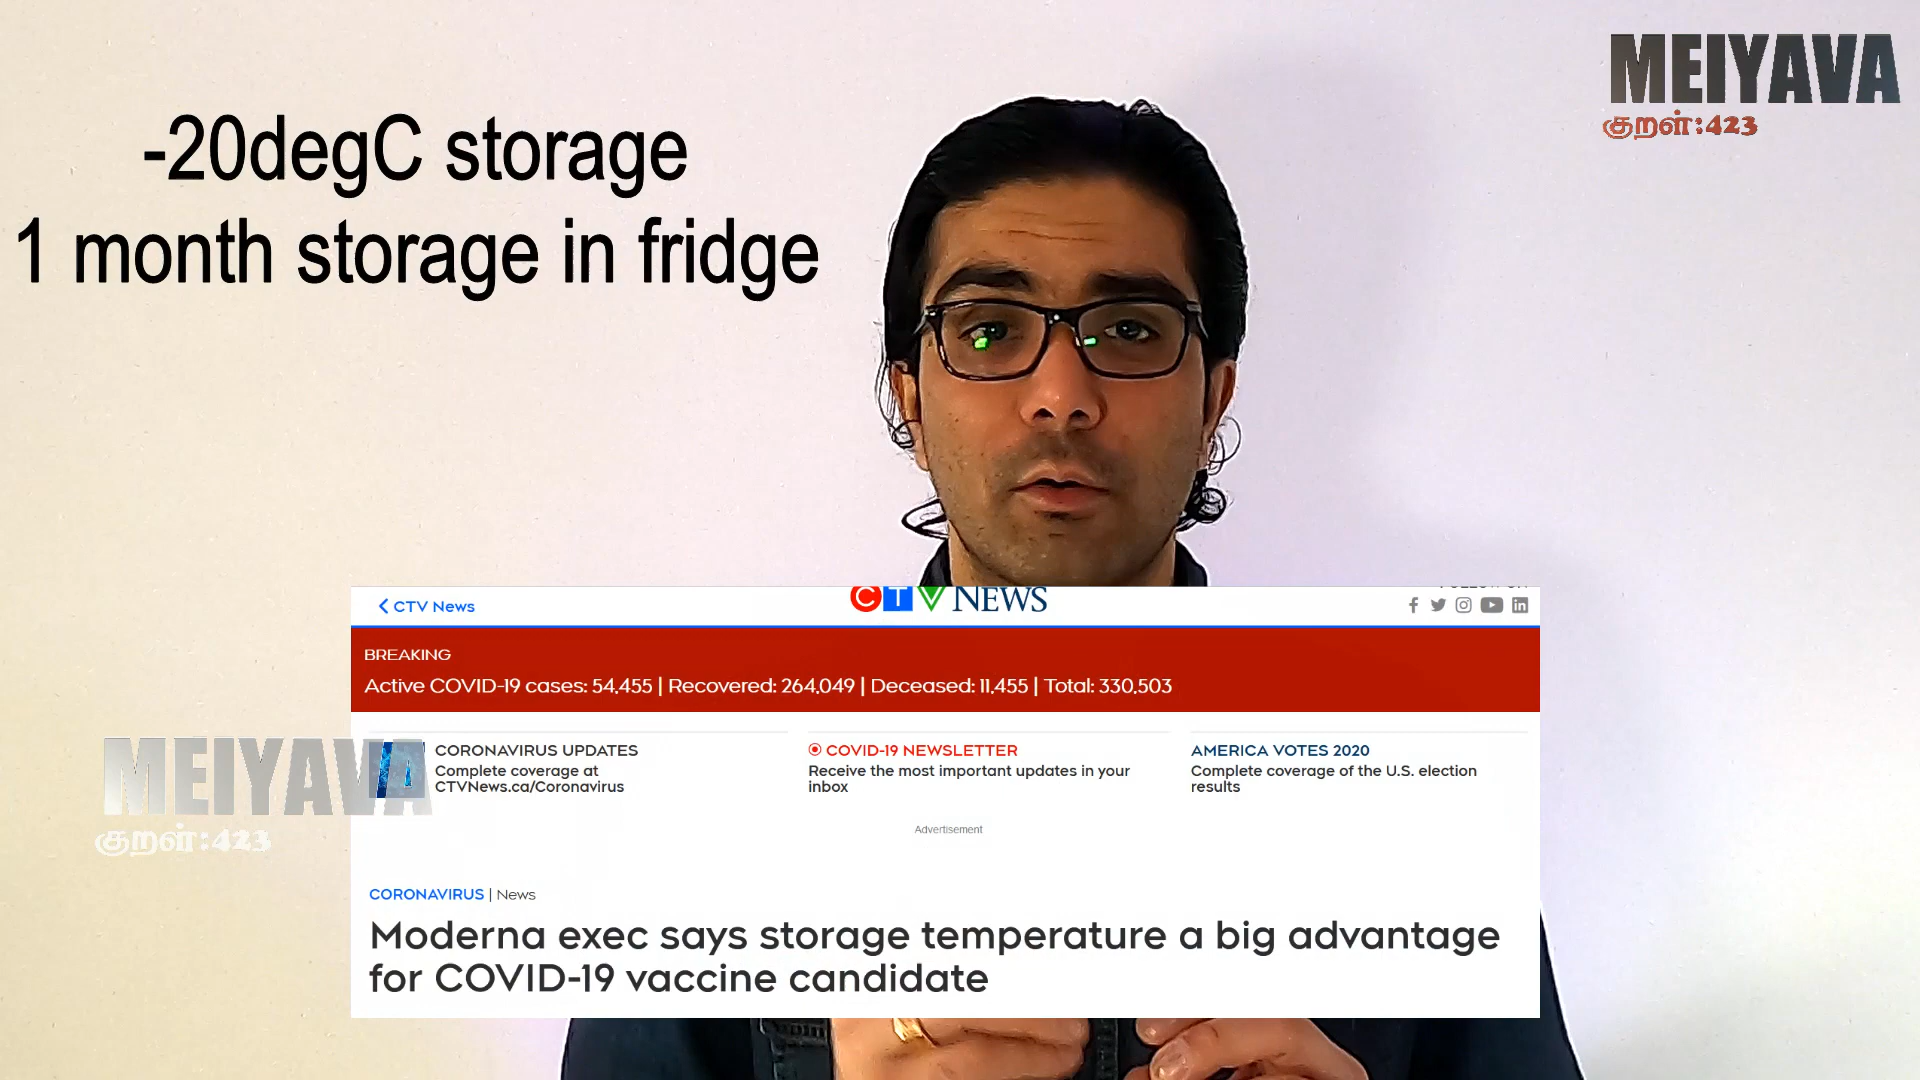 MEIYAVA
குறள்:423
-20degC storage
1 month storage in fridge
CTV News
CTV NEWS
BREAKING
Active COVID-19 cases: 54,455 | Recovered: 264,049 | Deceased: 11,455 | Total: 330,503
CORONAVIRUS UPDATES
Complete coverage at
CTVNews.ca/Coronavirus
COVID-19 NEWSLETTER
Receive the most important updates in your
inbox
AMERICA VOTES 2020
Complete coverage of the U.S. election
results
MEIYAVA
குறள்:423
Advertisement
CORONAVIRUS | News
Moderna exec says storage temperature a big advantage
for COVID-19 vaccine candidate